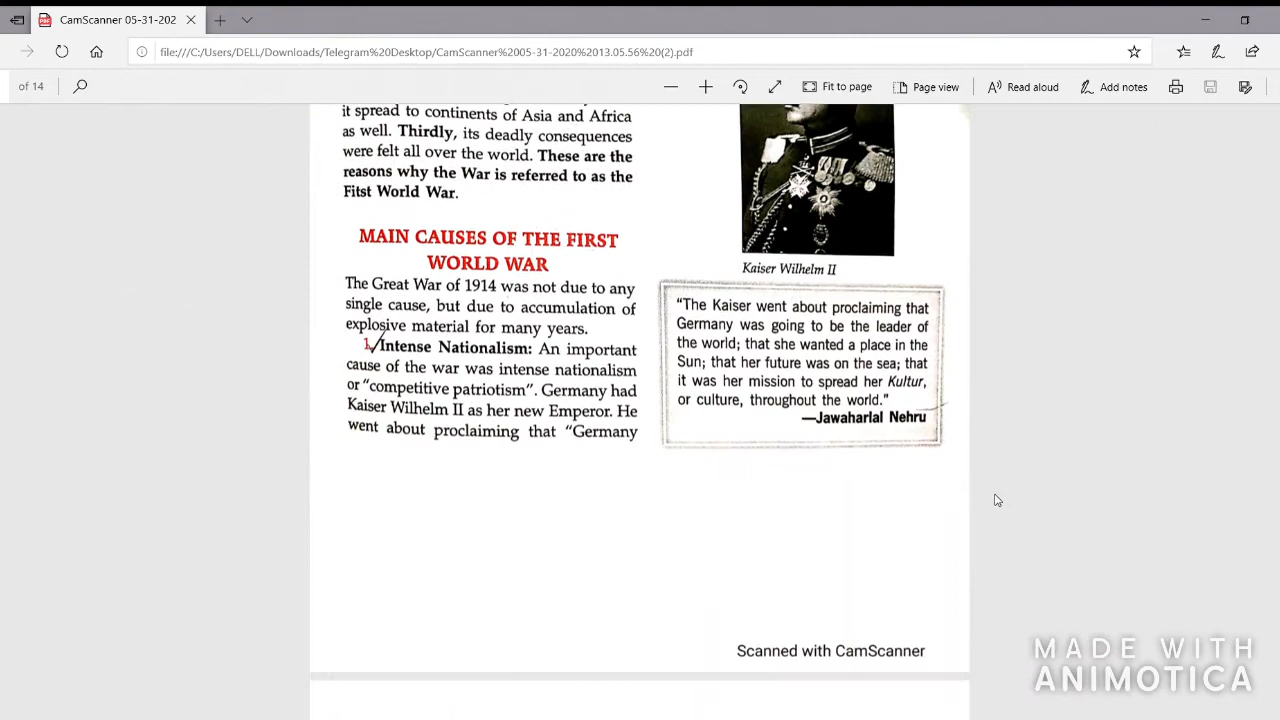 CamScanner 05-31-202
file:///C:/Users/DELL/Downloads/Telegram%20Desktop/CamScanner%2005-31-2020%2013.05.56%20(2).pdf
of 14
Fit to page
Page view
Read aloud
Add notes
it spread to continents of Asia and Africa
as well. Thirdly, its deadly consequences
were felt all over the world. These are the
reasons why the War is referred to as the
Fitst World War.
MAIN CAUSES OF THE FIRST
WORLD WAR
The Great War of 1914 was not due to any
single cause, but due to accumulation of
explosive material for many years.
1. Intense Nationalism: An important
cause of the war was intense nationalism
or "competitive patriotism". Germany had
Kaiser Wilhelm II as her new Emperor. He
went about proclaiming that "Germany
Kaiser Wilhelm II
"The Kaiser went about proclaiming that
Germany was going to be the leader of
the world; that she wanted a place in the
Sun; that her future was on the sea; that
it was her mission to spread her Kultur,
or culture, throughout the world."
—Jawaharlal Nehru
Scanned with CamScanner
MADE WITH
ANIMOTICA